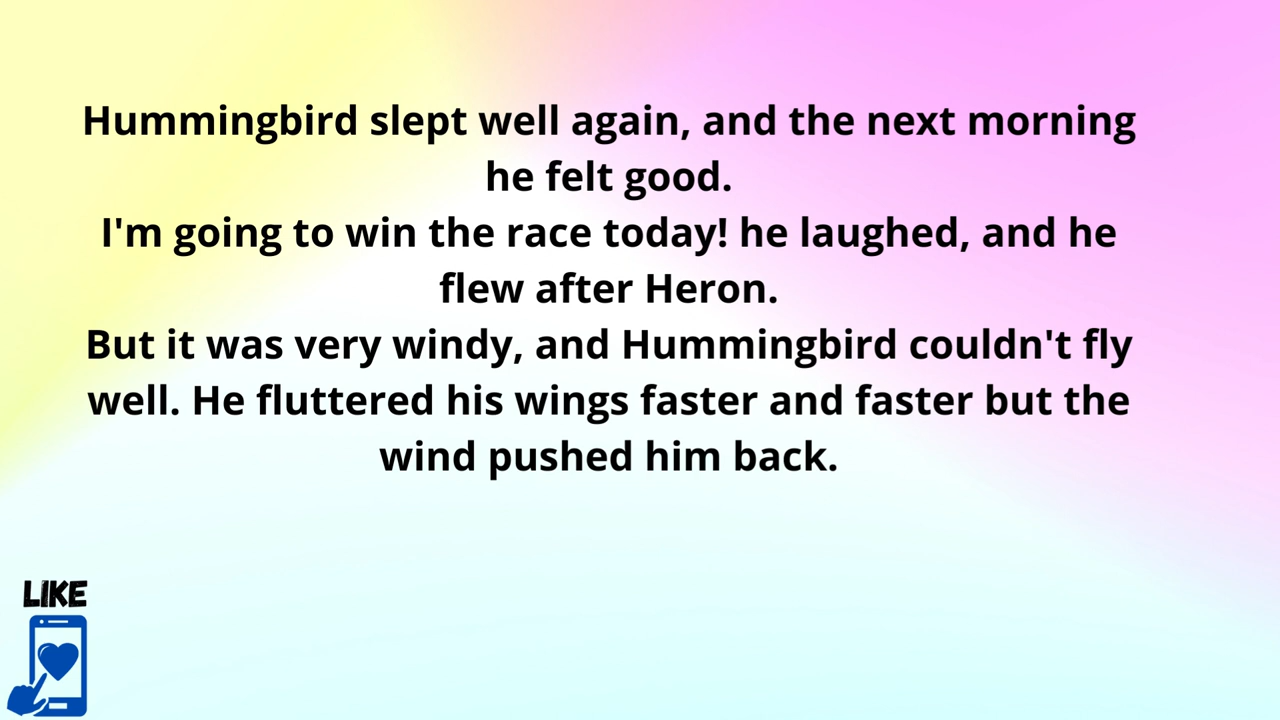 Hummingbird slept well again, and the next morning
he felt good.
I'm going to win the race today! he laughed, and he
flew after Heron.
But it was very windy, and Hummingbird couldn't fly
well. He fluttered his wings faster and faster but the
wind pushed him back.
LIKE